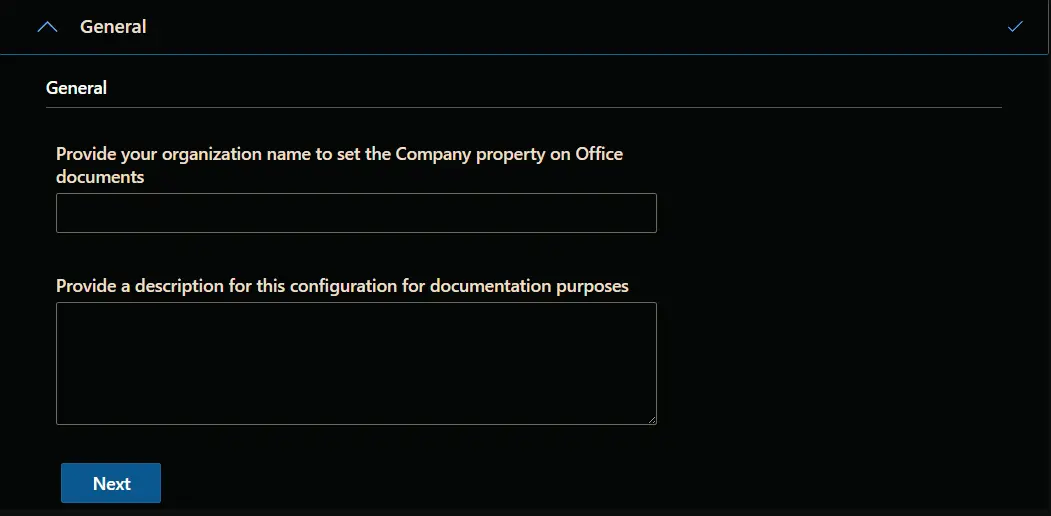 General
General
Provide your organization name to set the Company property on Office
documents
Provide a description for this configuration for documentation purposes
Next